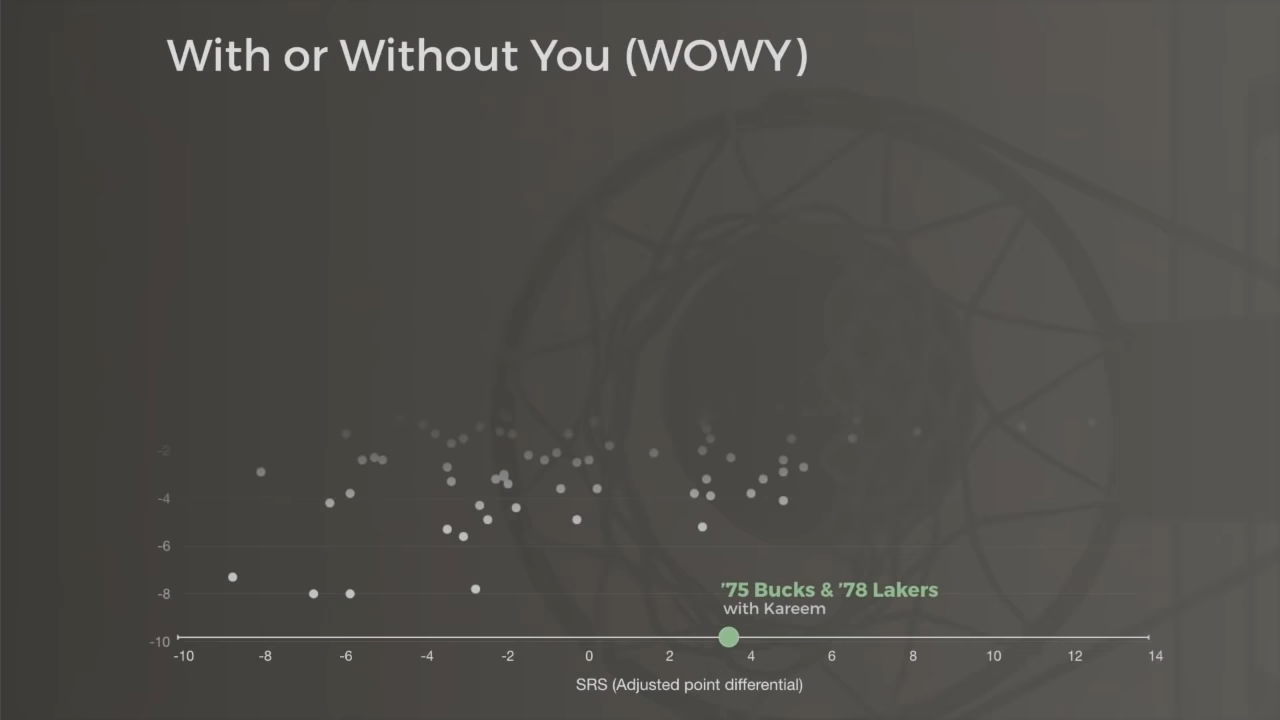 With or Without You (WOWY)
-2
-4
-6
-8
’75 Bucks & ’78 Lakers
with Kareem
-10
-10 -8 -6 -4 -2 0 2 4 6 8 10 12 14
SRS (Adjusted point differential)